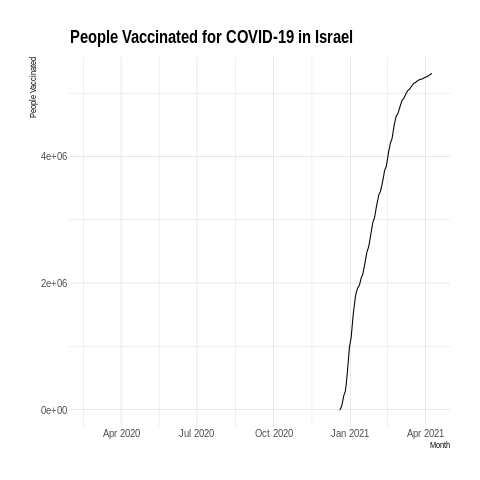 People Vaccinated for COVID-19 in Israel
People Vaccinated
4e+06
2e+06
0e+00
Apr 2020 Jul 2020 Oct 2020 Jan 2021 Apr 2021
Month